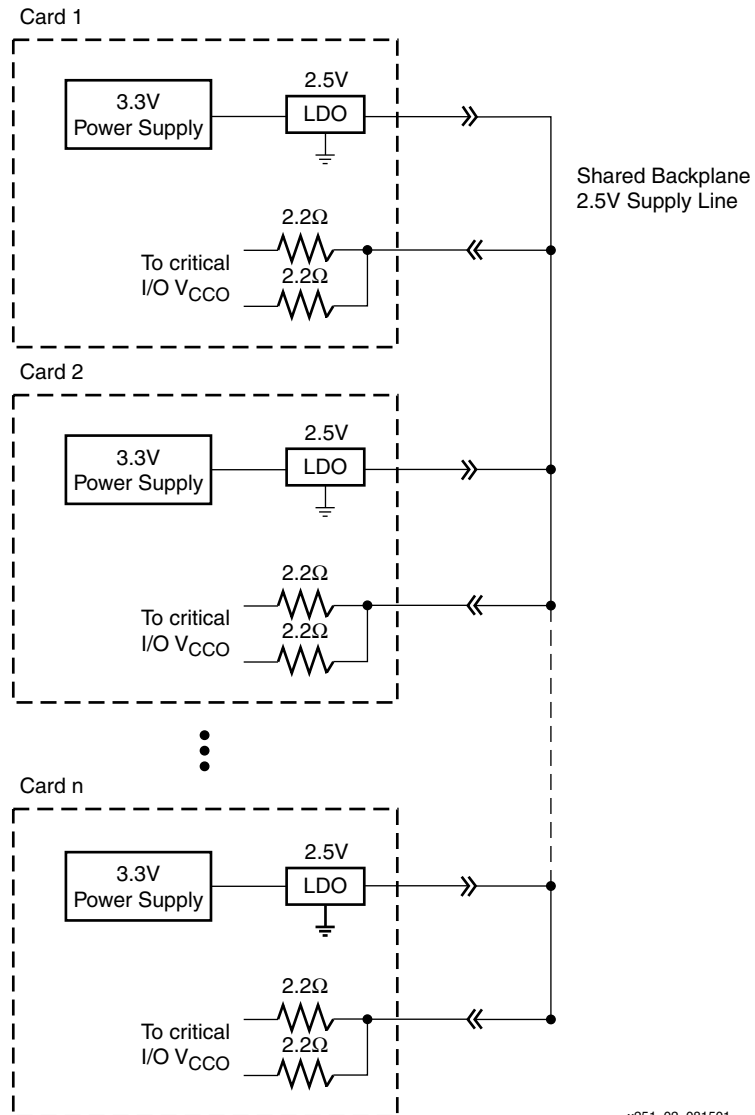 Card 1
3.3V
Power Supply
2.5V
LDO
Shared Backplane
2.5V Supply Line
2.2Ω
To critical
I/O VCCO
2.2Ω
Card 2
3.3V
Power Supply
2.5V
LDO
2.2Ω
To critical
I/O VCCO
2.2Ω
Card n
3.3V
Power Supply
2.5V
LDO
2.2Ω
To critical
I/O VCCO
2.2Ω